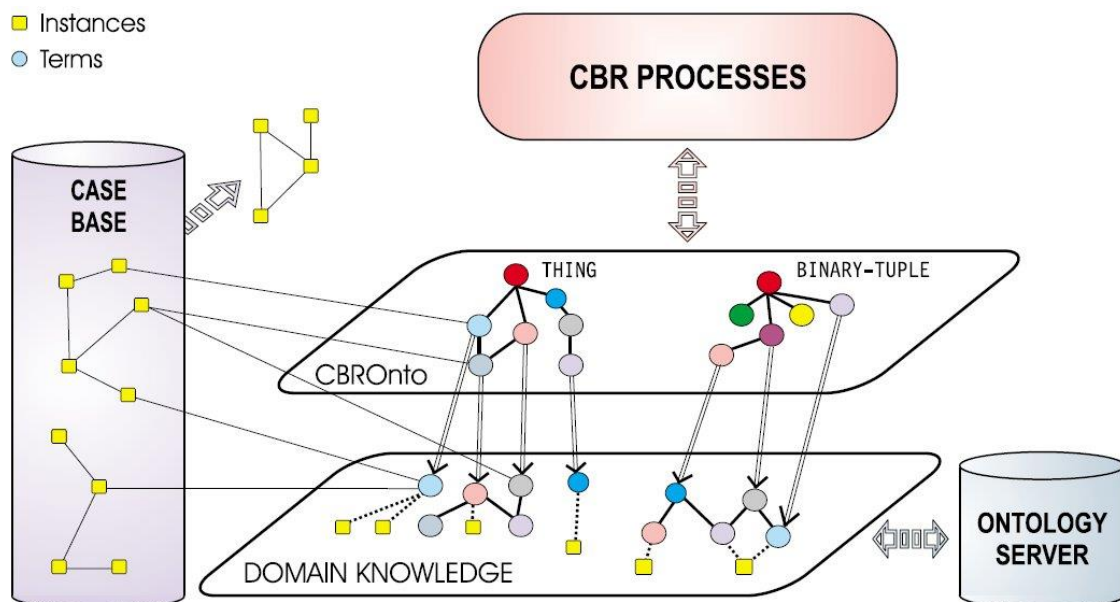 Instances
Terms
CBR PROCESSES
CASE
BASE
THING
BINARY-TUPLE
CBROnto
DOMAIN KNOWLEDGE
ONTOLOGY
SERVER